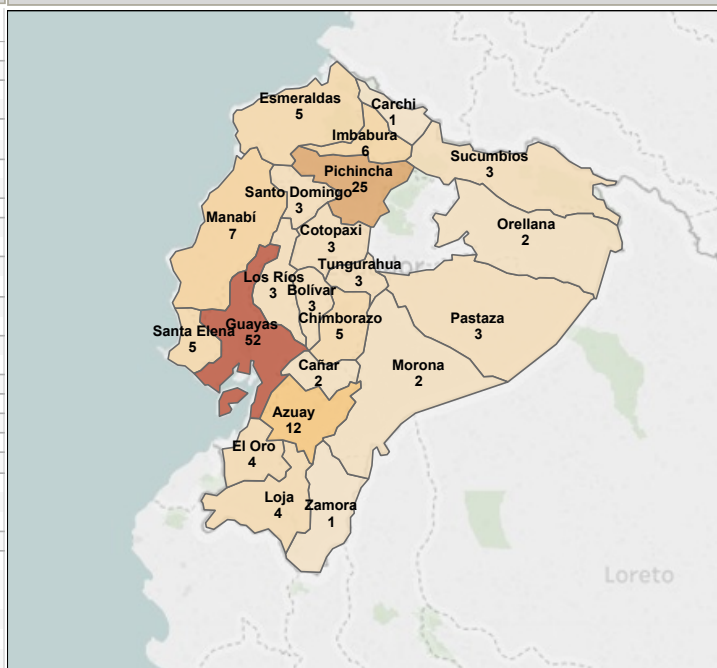 Esmeraldas
5
Carchi
1
Imbabura
6
Sucumbios
3
Pichincha
25
Santo Domingo
3
Manabí
7
Orellana
2
Cotopaxi
3
Tungurahua
3
Los Ríos
3
Bolívar
3
Chimborazo
5
Pastaza
3
Santa Elena
5
Guayas
52
Cañar
2
Morona
2
Azuay
12
El Oro
4
Loja
4
Zamora
1
Loreto